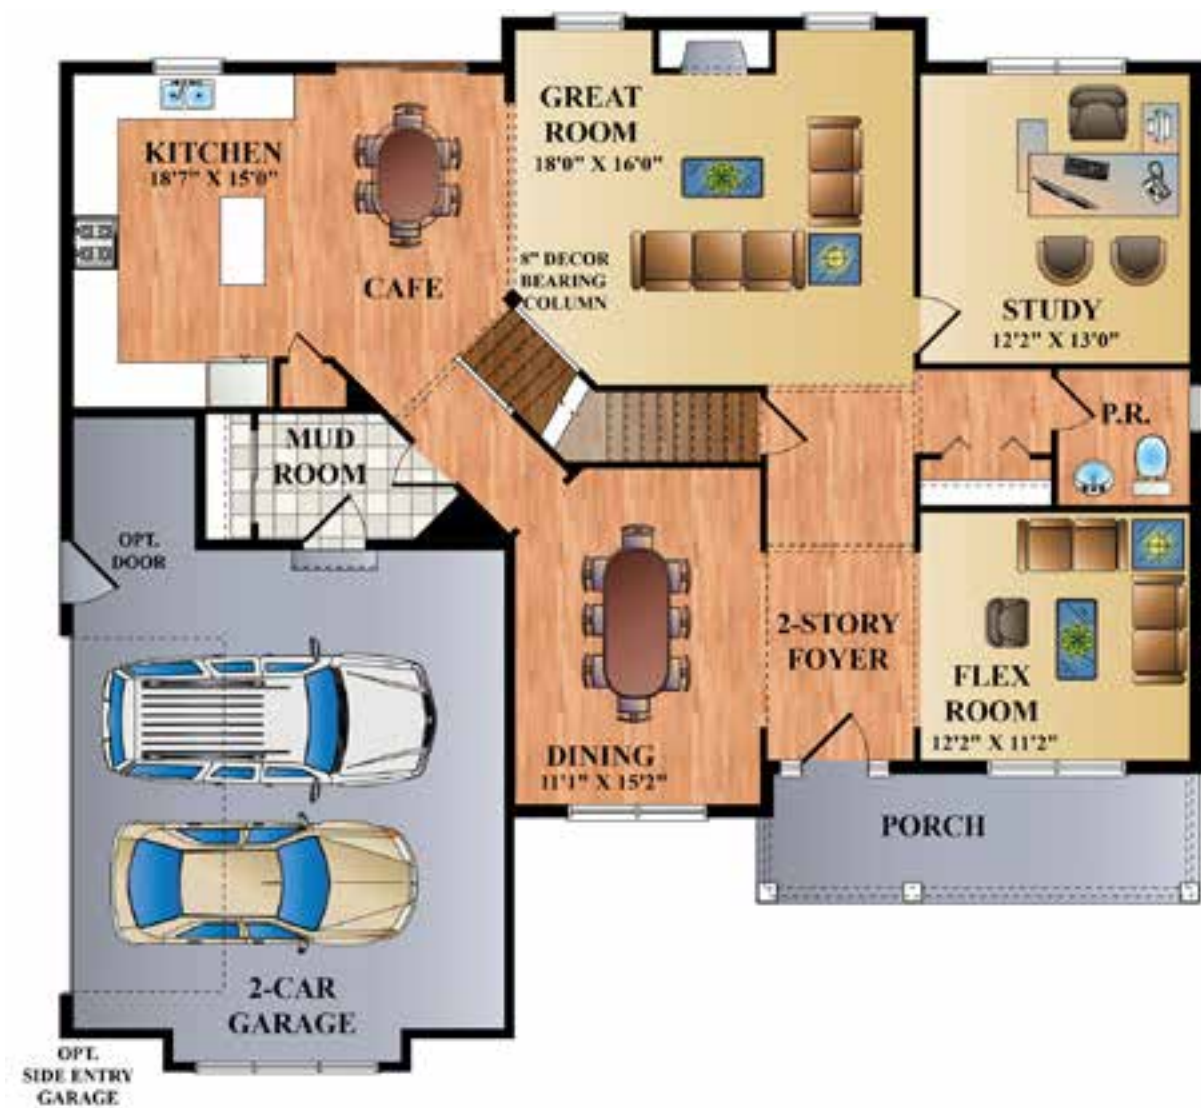 GREAT
ROOM
18'0" X 16'0"
KITCHEN
18'7" X 15'0"
CAFE
8" DECOR
BEARING
COLUMN
STUDY
12'2" X 13'0"
P.R.
MUD
ROOM
OPT.
DOOR
2-STORY
FOYER
FLEX
ROOM
12'2" X 11'2"
DINING
11'1" X 15'2"
PORCH
2-CAR
GARAGE
OPT.
SIDE ENTRY
GARAGE